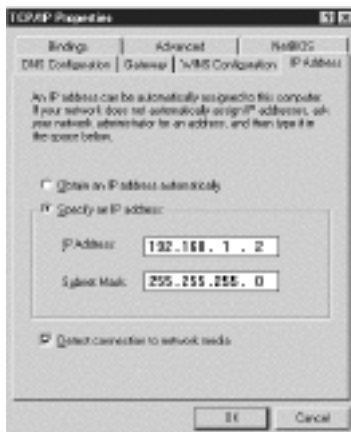 TCP/IP Properties
Bindings Advanced NetBIOS
DNS Configuration Gateway WINS Configuration IP Address
An IP address can be automatically assigned to this computer.
If your network does not automatically assign IP addresses, ask
your network administrator for an address, and then type it in
the space below.
Obtain an IP address automatically
Specify an IP address:
IP Address: 192.168. 1 . 2
Subnet Mask: 255.255.255. 0
Detect connection to network media
OK Cancel